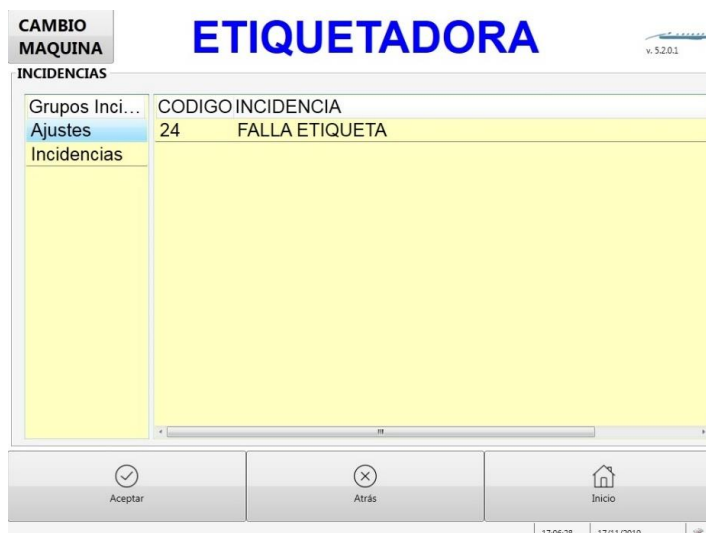 CAMBIO
MAQUINA
ETIQUETADORA
v. 5.2.0.1
INCIDENCIAS
Grupos Inci...
CODIGO INCIDENCIA
Ajustes
24 FALLA ETIQUETA
Incidencias
Aceptar
Atrás
Inicio